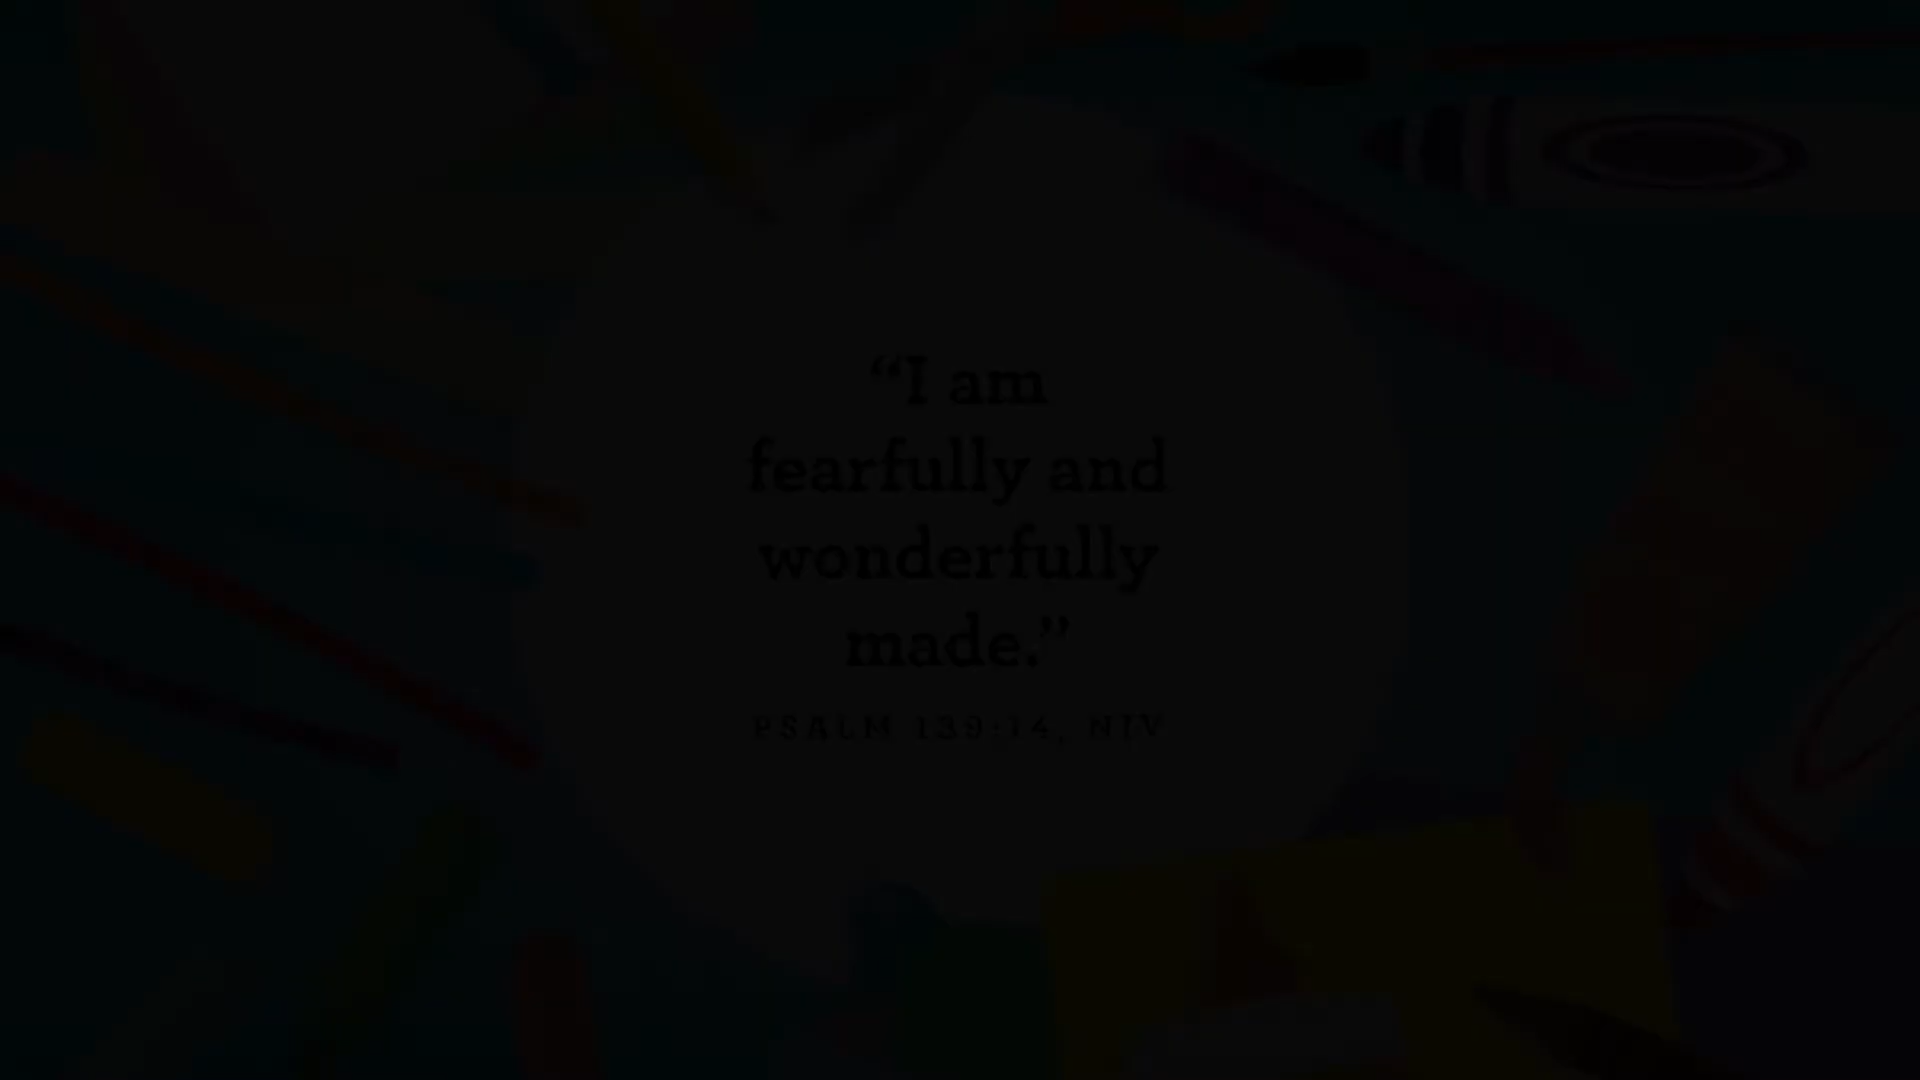 “I am
fearfully and
wonderfully
made.”
PSALM 139:14, NIV